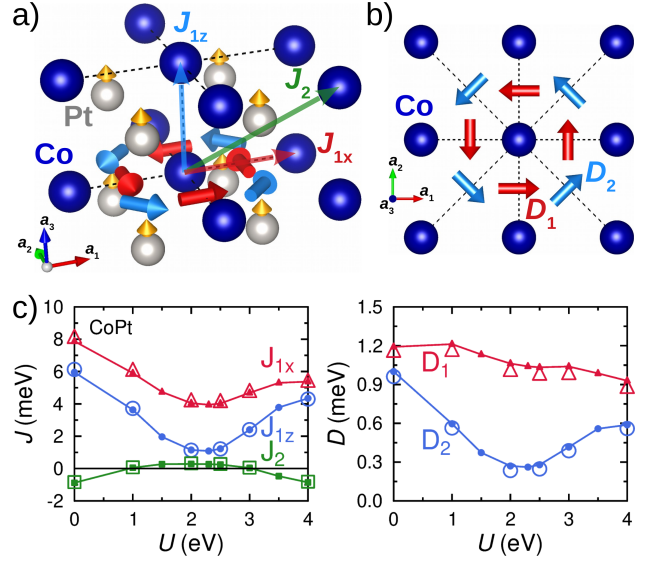 a)
J1z
J2
Pt
Co
J1x
a3
a2
a1
b)
Co
D2
D1
a2
a3
a1
c)
CoPt
J1x
J1z
J2
10
8
6
4
2
0
-2
J (meV)
0 1 2 3 4
U (eV)
D1
D2
1.5
1.2
0.9
0.6
0.3
0.0
D (meV)
0 1 2 3 4
U (eV)